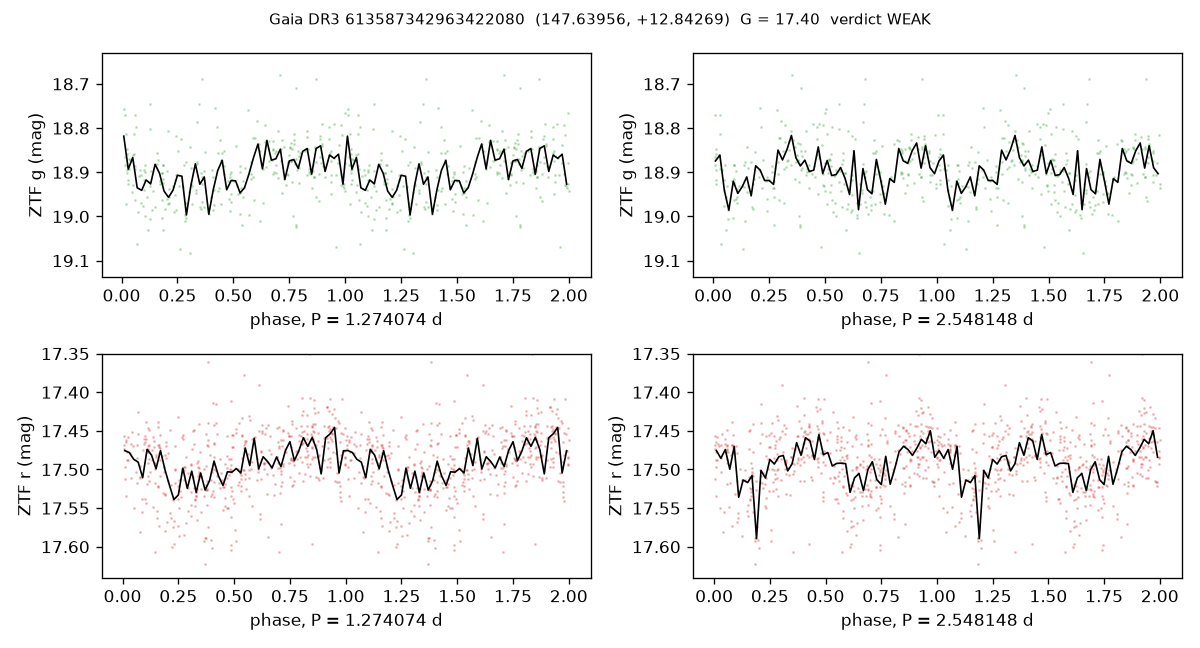 Gaia DR3 613587342963422080  (147.63956, +12.84269)  G = 17.40  verdict WEAK
ZTF g (mag)
18.7
18.8
18.9
19.0
19.1
0.00 0.25 0.50 0.75 1.00 1.25 1.50 1.75 2.00
phase, P = 1.274074 d
ZTF g (mag)
18.7
18.8
18.9
19.0
19.1
0.00 0.25 0.50 0.75 1.00 1.25 1.50 1.75 2.00
phase, P = 2.548148 d
ZTF r (mag)
17.35
17.40
17.45
17.50
17.55
17.60
0.00 0.25 0.50 0.75 1.00 1.25 1.50 1.75 2.00
phase, P = 1.274074 d
ZTF r (mag)
17.35
17.40
17.45
17.50
17.55
17.60
0.00 0.25 0.50 0.75 1.00 1.25 1.50 1.75 2.00
phase, P = 2.548148 d